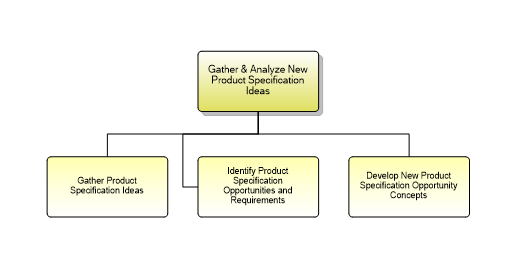 Gather & Analyze New
Product Specification
Ideas
Gather Product
Specification Ideas
Identify Product
Specification
Opportunities and
Requirements
Develop New Product
Specification Opportunity
Concepts